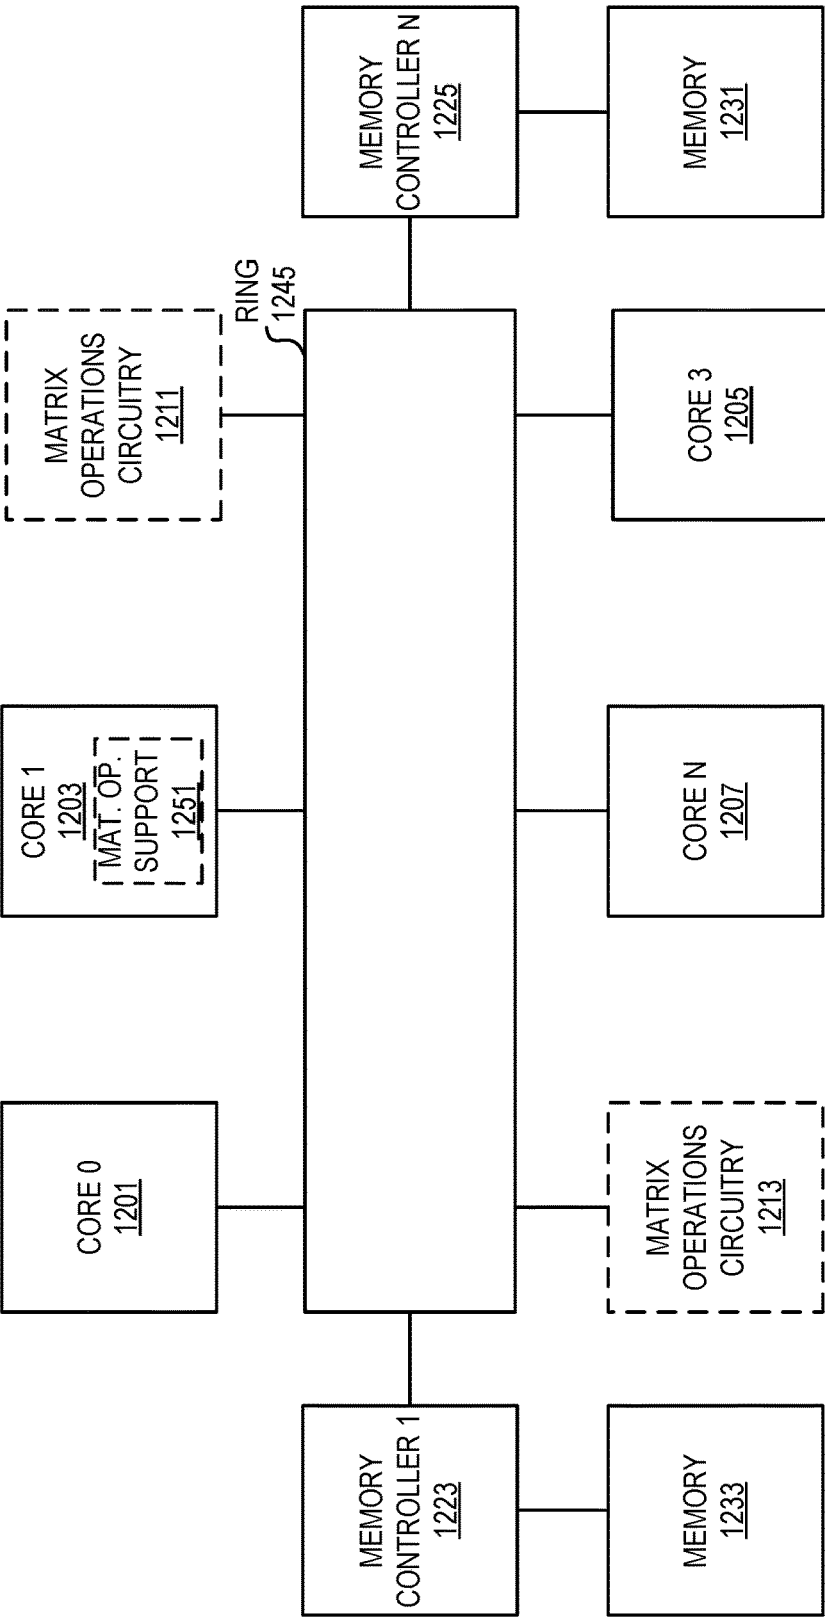 CORE 0
1201
CORE 1
1203
MAT. OP.
SUPPORT
1251
MATRIX
OPERATIONS
CIRCUITRY
1211
RING
1245
MEMORY
CONTROLLER 1
1223
MEMORY
CONTROLLER N
1225
MEMORY
1233
MATRIX
OPERATIONS
CIRCUITRY
1213
CORE N
1207
CORE 3
1205
MEMORY
1231